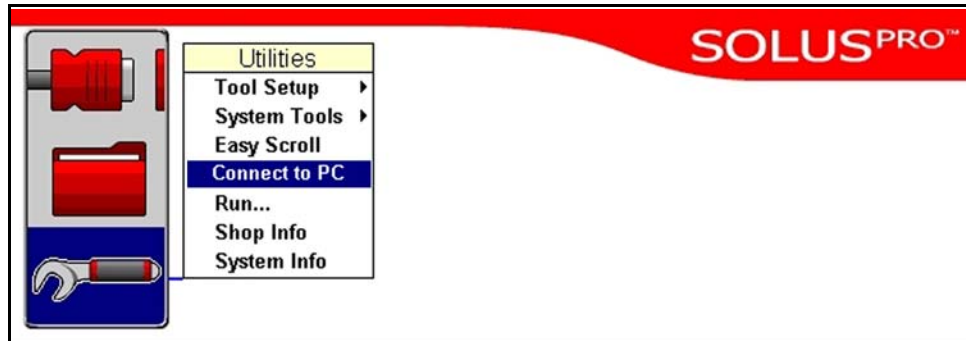 SOLUSPRO™
Utilities
Tool Setup
System Tools
Easy Scroll
Connect to PC
Run...
Shop Info
System Info